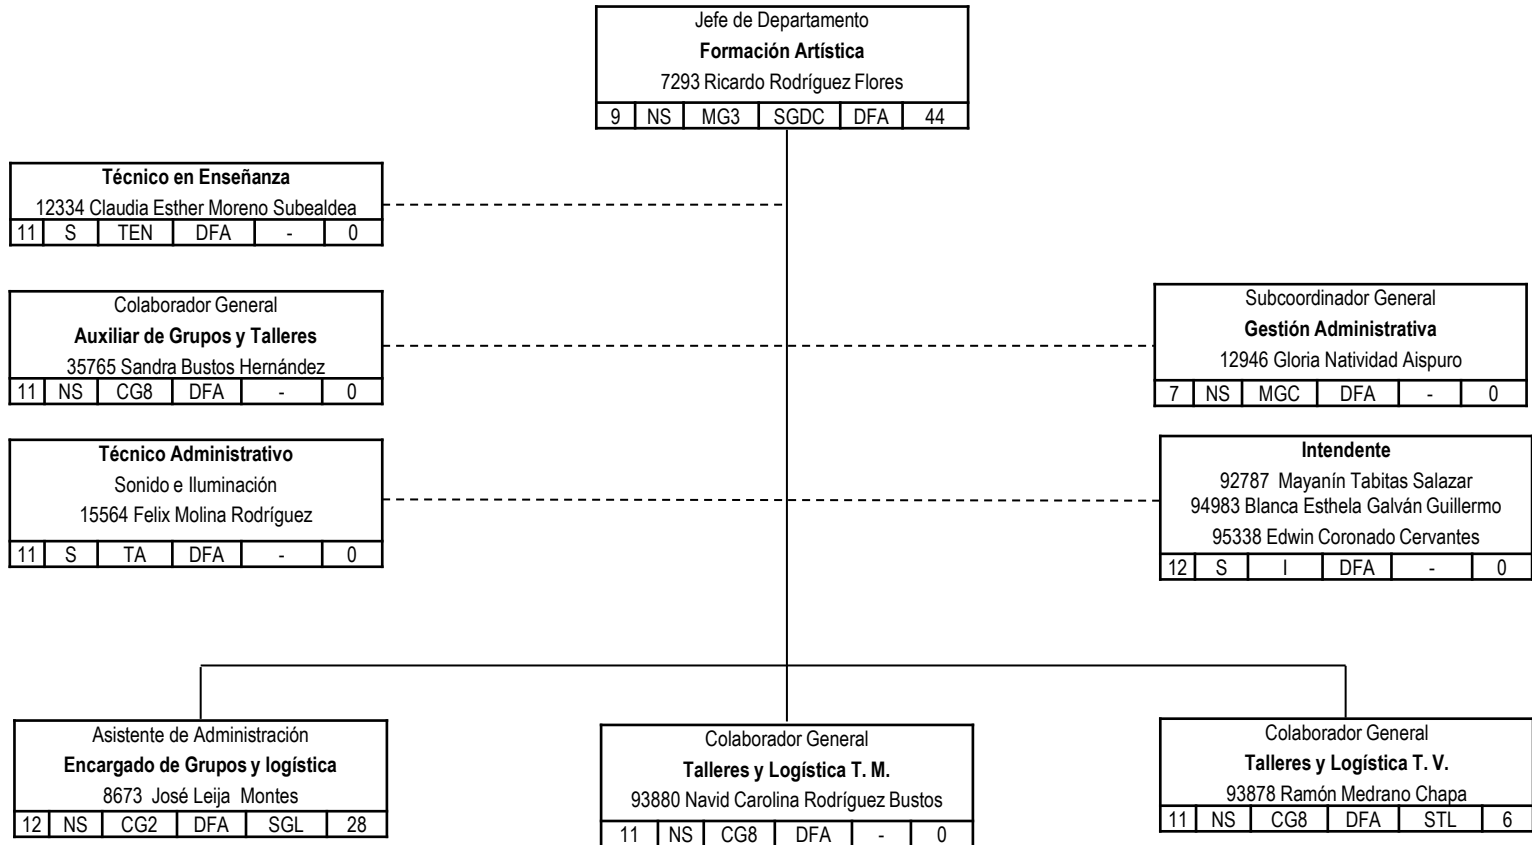 Jefe de Departamento
Formación Artística
7293 Ricardo Rodríguez Flores
9 NS MG3 SGDC DFA 44
Técnico en Enseñanza
12334 Claudia Esther Moreno Subealdea
11 S TEN DFA - 0
Colaborador General
Auxiliar de Grupos y Talleres
35765 Sandra Bustos Hernández
11 NS CG8 DFA - 0
Subcoordinador General
Gestión Administrativa
12946 Gloria Natividad Aispuro
7 NS MGC DFA - 0
Técnico Administrativo
Sonido e Iluminación
15564 Felix Molina Rodríguez
11 S TA DFA - 0
Intendente
92787 Mayanín Tabitas Salazar
94983 Blanca Esthela Galván Guillermo
95338 Edwin Coronado Cervantes
12 S I DFA - 0
Asistente de Administración
Encargado de Grupos y logística
8673 José Leija Montes
12 NS CG2 DFA SGL 28
Colaborador General
Talleres y Logística T. M.
93880 Navid Carolina Rodríguez Bustos
11 NS CG8 DFA - 0
Colaborador General
Talleres y Logística T. V.
93878 Ramón Medrano Chapa
11 NS CG8 DFA STL 6